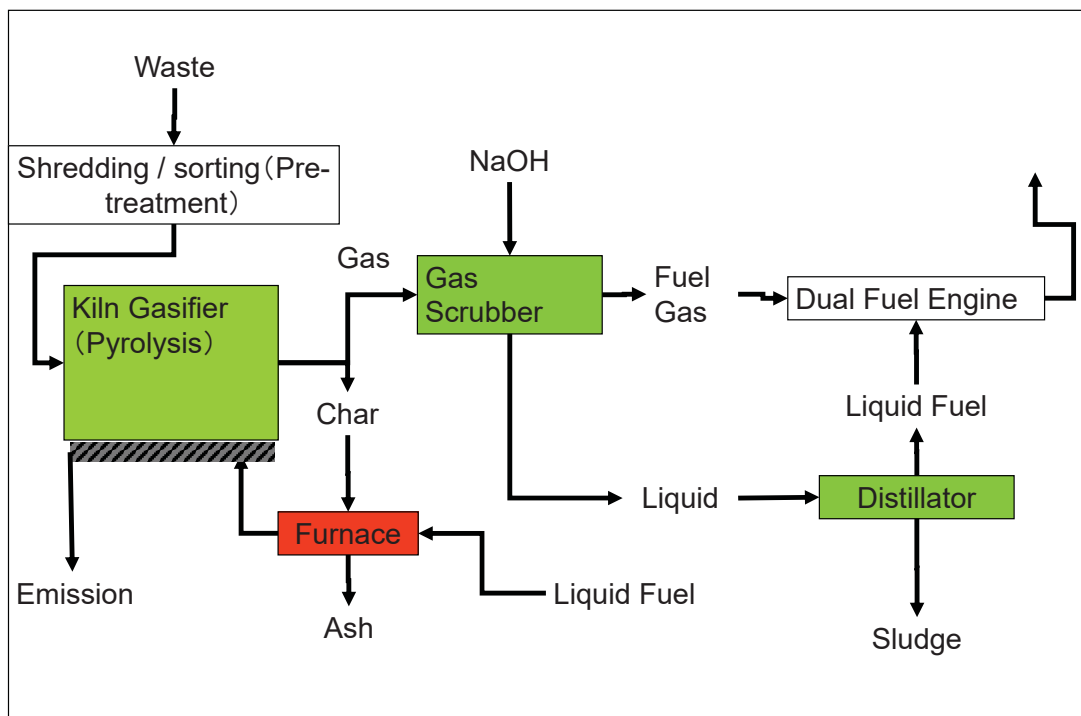 Waste
Shredding / sorting（Pre-
treatment）
NaOH
Gas
Gas
Scrubber
Fuel
Gas
Dual Fuel Engine
Kiln Gasifier
（Pyrolysis）
Char
Liquid Fuel
Liquid
Distillator
Furnace
Emission
Liquid Fuel
Ash
Sludge